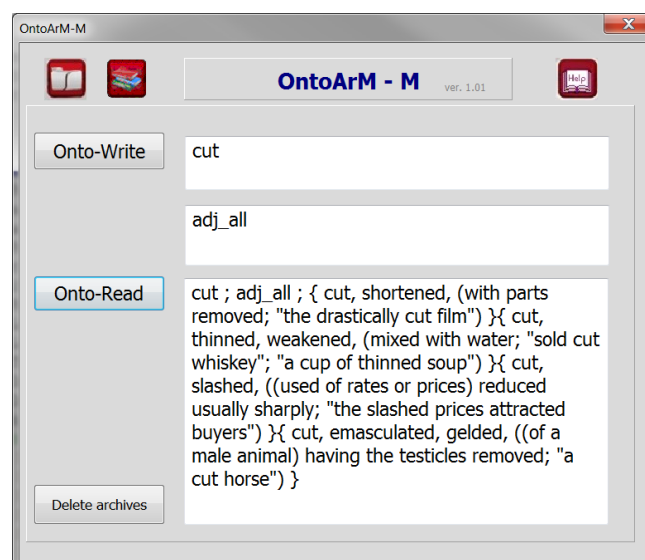 OntoArM-M
OntoArM - M ver. 1.01
Help
Onto-Write
cut
adj_all
Onto-Read
cut ; adj_all ; { cut, shortened, (with parts
removed; "the drastically cut film") }{ cut,
thinned, weakened, (mixed with water; "sold cut
whiskey"; "a cup of thinned soup") }{ cut,
slashed, ((used of rates or prices) reduced
usually sharply; "the slashed prices attracted
buyers") }{ cut, emasculated, gelded, ((of a
male animal) having the testicles removed; "a
cut horse") }
Delete archives